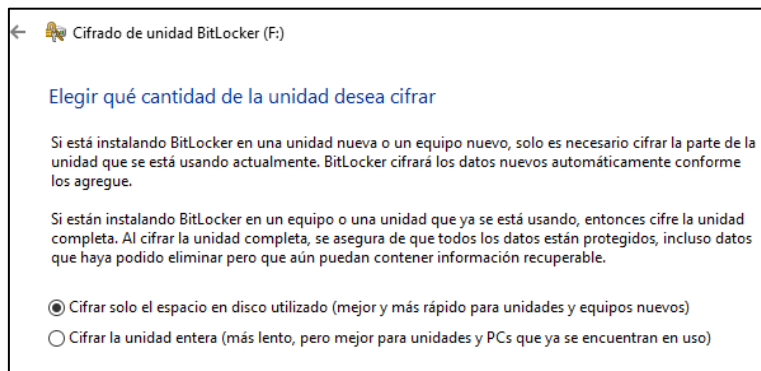 Cifrado de unidad BitLocker (F:)
Elegir qué cantidad de la unidad desea cifrar
Si está instalando BitLocker en una unidad nueva o un equipo nuevo, solo es necesario cifrar la parte de la
unidad que se está usando actualmente. BitLocker cifrará los datos nuevos automáticamente conforme
los agregue.
Si están instalando BitLocker en un equipo o una unidad que ya se está usando, entonces cifre la unidad
completa. Al cifrar la unidad completa, se asegura de que todos los datos están protegidos, incluso datos
que haya podido eliminar pero que aún puedan contener información recuperable.
Cifrar solo el espacio en disco utilizado (mejor y más rápido para unidades y equipos nuevos)
Cifrar la unidad entera (más lento, pero mejor para unidades y PCs que ya se encuentran en uso)